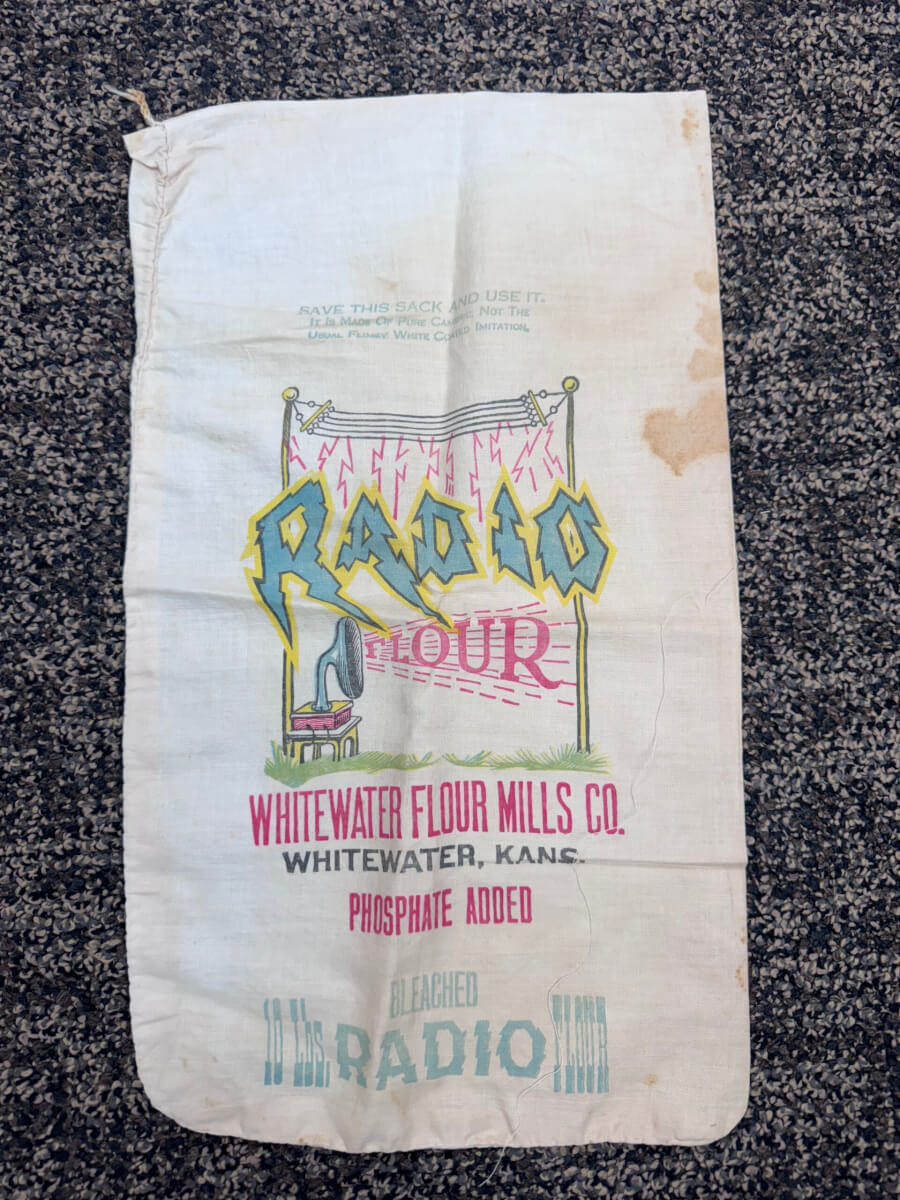 SAVE THIS SACK AND USE IT.
IT IS MADE OF PURE CAMBRIC, NOT THE
USUAL FLIMSY WHITE COATED IMITATION.
RADIO
FLOUR
WHITEWATER FLOUR MILLS CO.
WHITEWATER, KANS.
PHOSPHATE ADDED
BLEACHED
10 Lbs. RADIO FLOUR